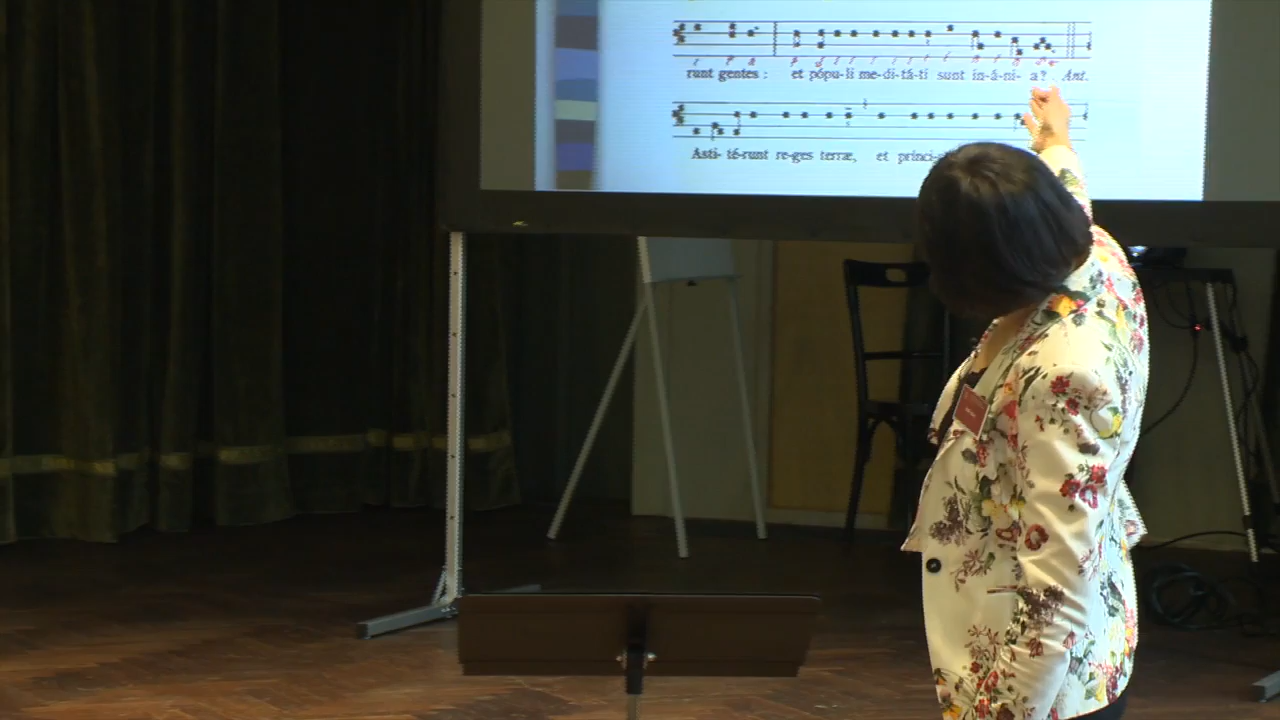 runt gentes : et pópu-li me-di-tá-ti sunt in-á-ni- a? Ant.
Asti- té-runt re-ges terræ, et princi-